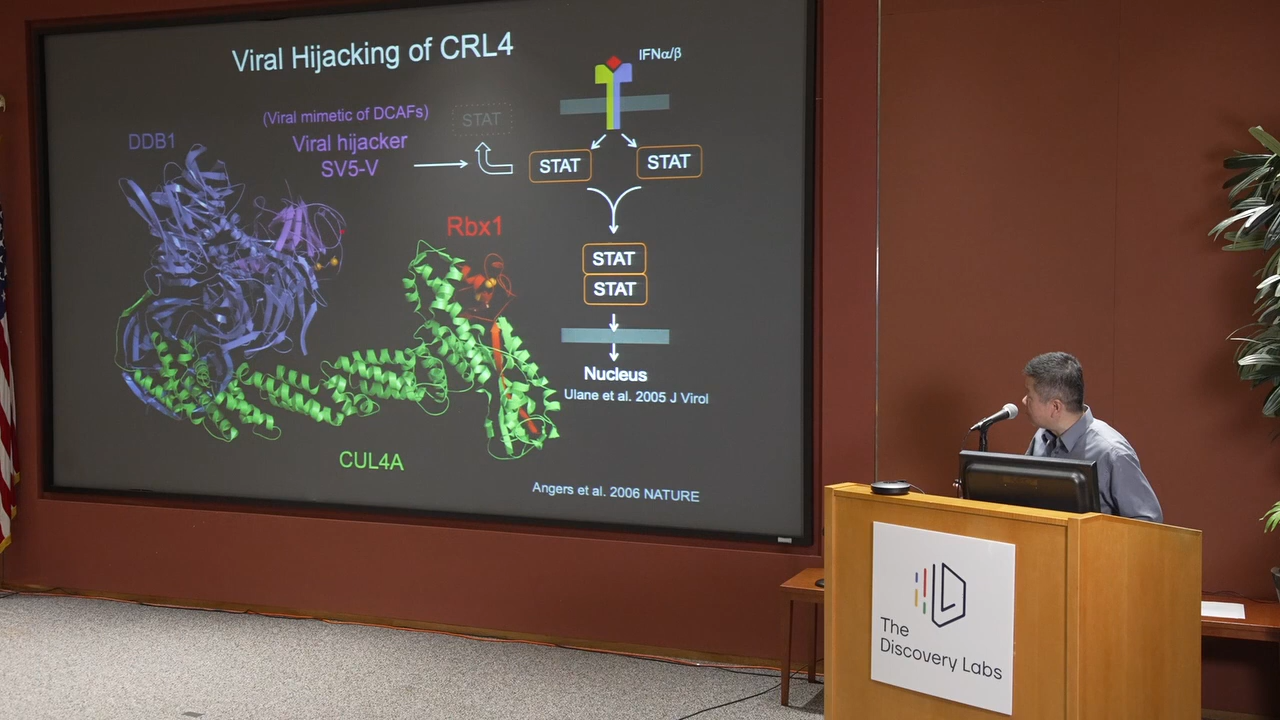 Viral Hijacking of CRL4
IFNα/β
(Viral mimetic of DCAFs)
STAT
DDB1
Viral hijacker
SV5-V
STAT
STAT
Rbx1
STAT
STAT
Nucleus
Ulane et al. 2005 J Virol
CUL4A
Angers et al. 2006 NATURE
The
Discovery Labs